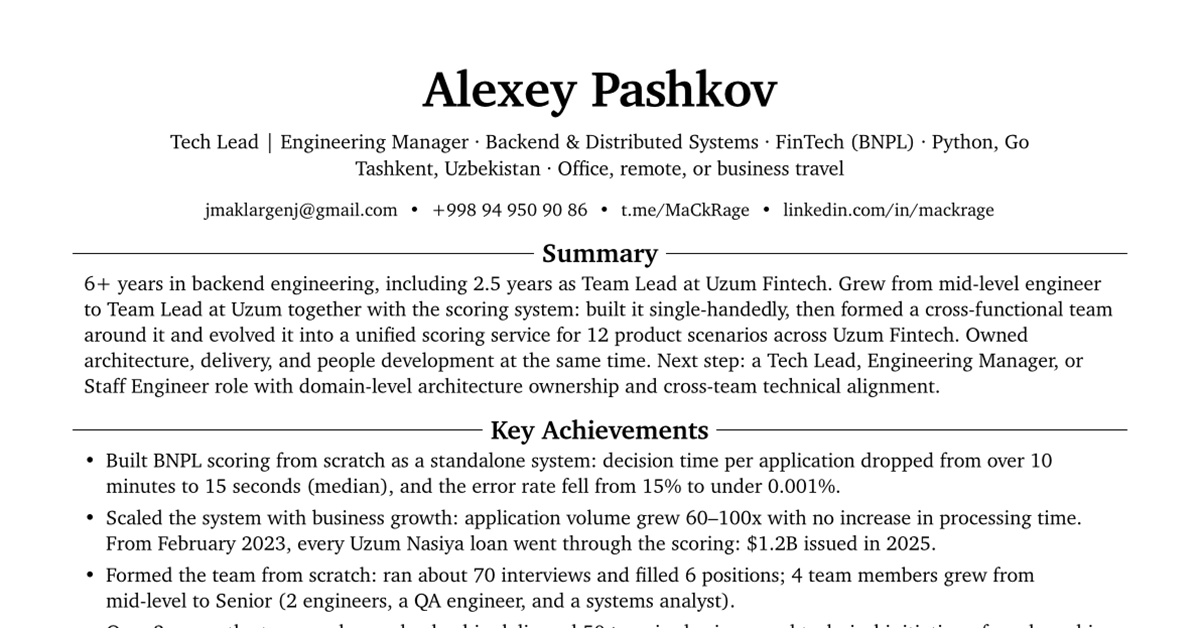 Alexey Pashkov
Tech Lead | Engineering Manager · Backend & Distributed Systems · FinTech (BNPL) · Python, Go
Tashkent, Uzbekistan · Office, remote, or business travel
jmaklargenj@gmail.com • +998 94 950 90 86 • t.me/MaCkRage • linkedin.com/in/mackrage
Summary
6+ years in backend engineering, including 2.5 years as Team Lead at Uzum Fintech. Grew from mid-level engineer
to Team Lead at Uzum together with the scoring system: built it single-handedly, then formed a cross-functional team
around it and evolved it into a unified scoring service for 12 product scenarios across Uzum Fintech. Owned
architecture, delivery, and people development at the same time. Next step: a Tech Lead, Engineering Manager, or
Staff Engineer role with domain-level architecture ownership and cross-team technical alignment.
Key Achievements
• Built BNPL scoring from scratch as a standalone system: decision time per application dropped from over 10
minutes to 15 seconds (median), and the error rate fell from 15% to under 0.001%.
• Scaled the system with business growth: application volume grew 60–100x with no increase in processing time.
From February 2023, every Uzum Nasiya loan went through the scoring: $1.2B issued in 2025.
• Formed the team from scratch: ran about 70 interviews and filled 6 positions; 4 team members grew from
mid-level to Senior (2 engineers, a QA engineer, and a systems analyst).